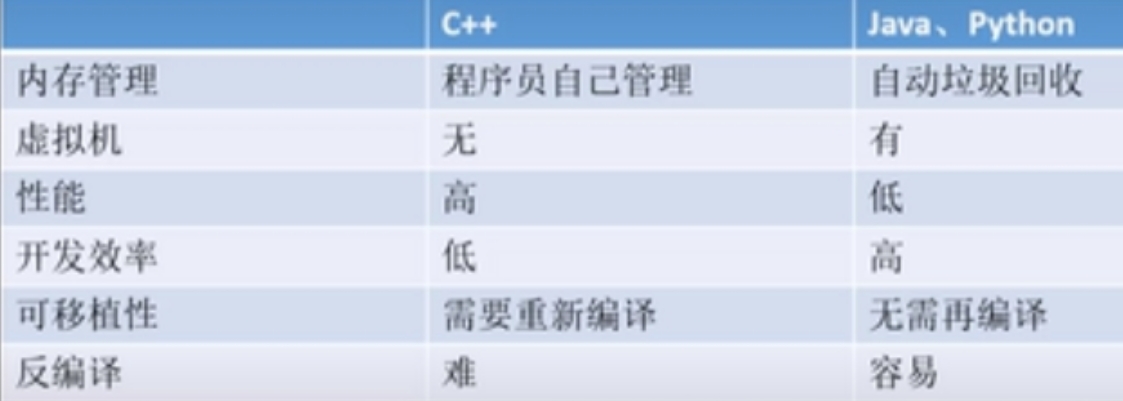 C++ Java、Python
内存管理 程序员自己管理 自动垃圾回收
虚拟机 无 有
性能 高 低
开发效率 低 高
可移植性 需要重新编译 无需再编译
反编译 难 容易